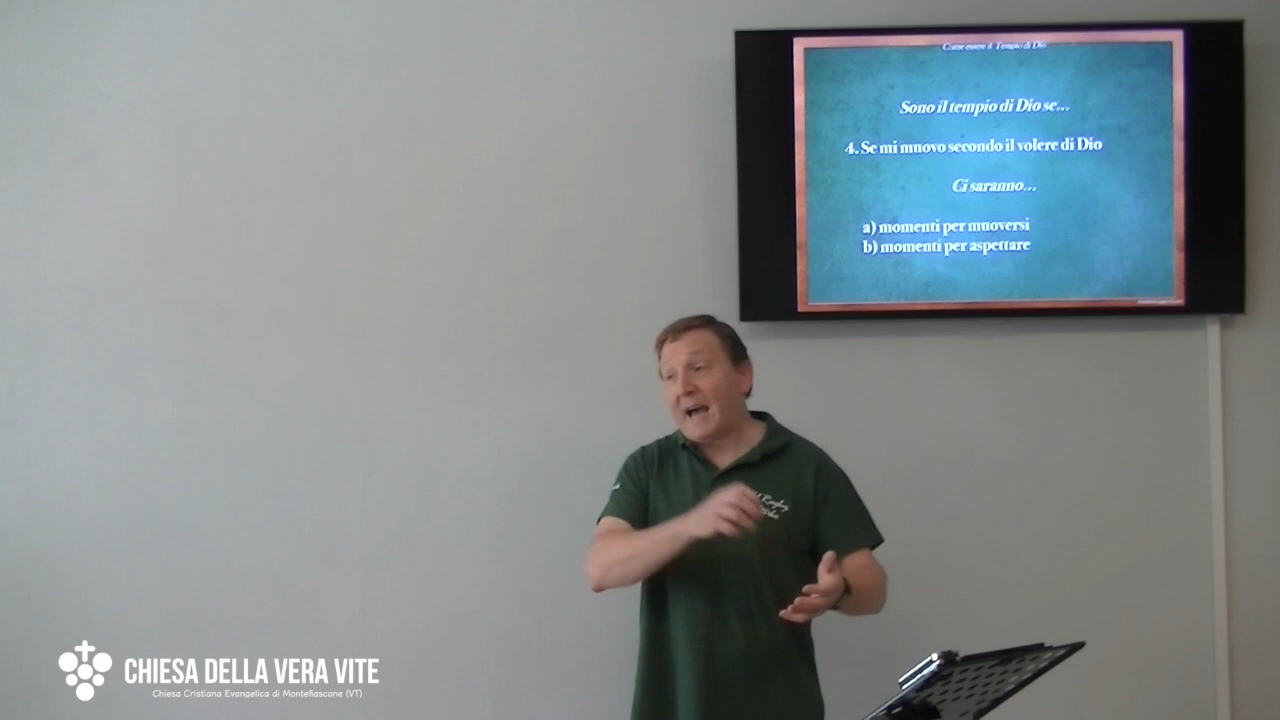 Come essere il Tempio di Dio
Sono il tempio di Dio se...
4. Se mi muovo secondo il volere di Dio
Ci saranno...
a) momenti per muoversi
b) momenti per aspettare
CHIESA DELLA VERA VITE
Chiesa Cristiana Evangelica di Montefiascone (VT)